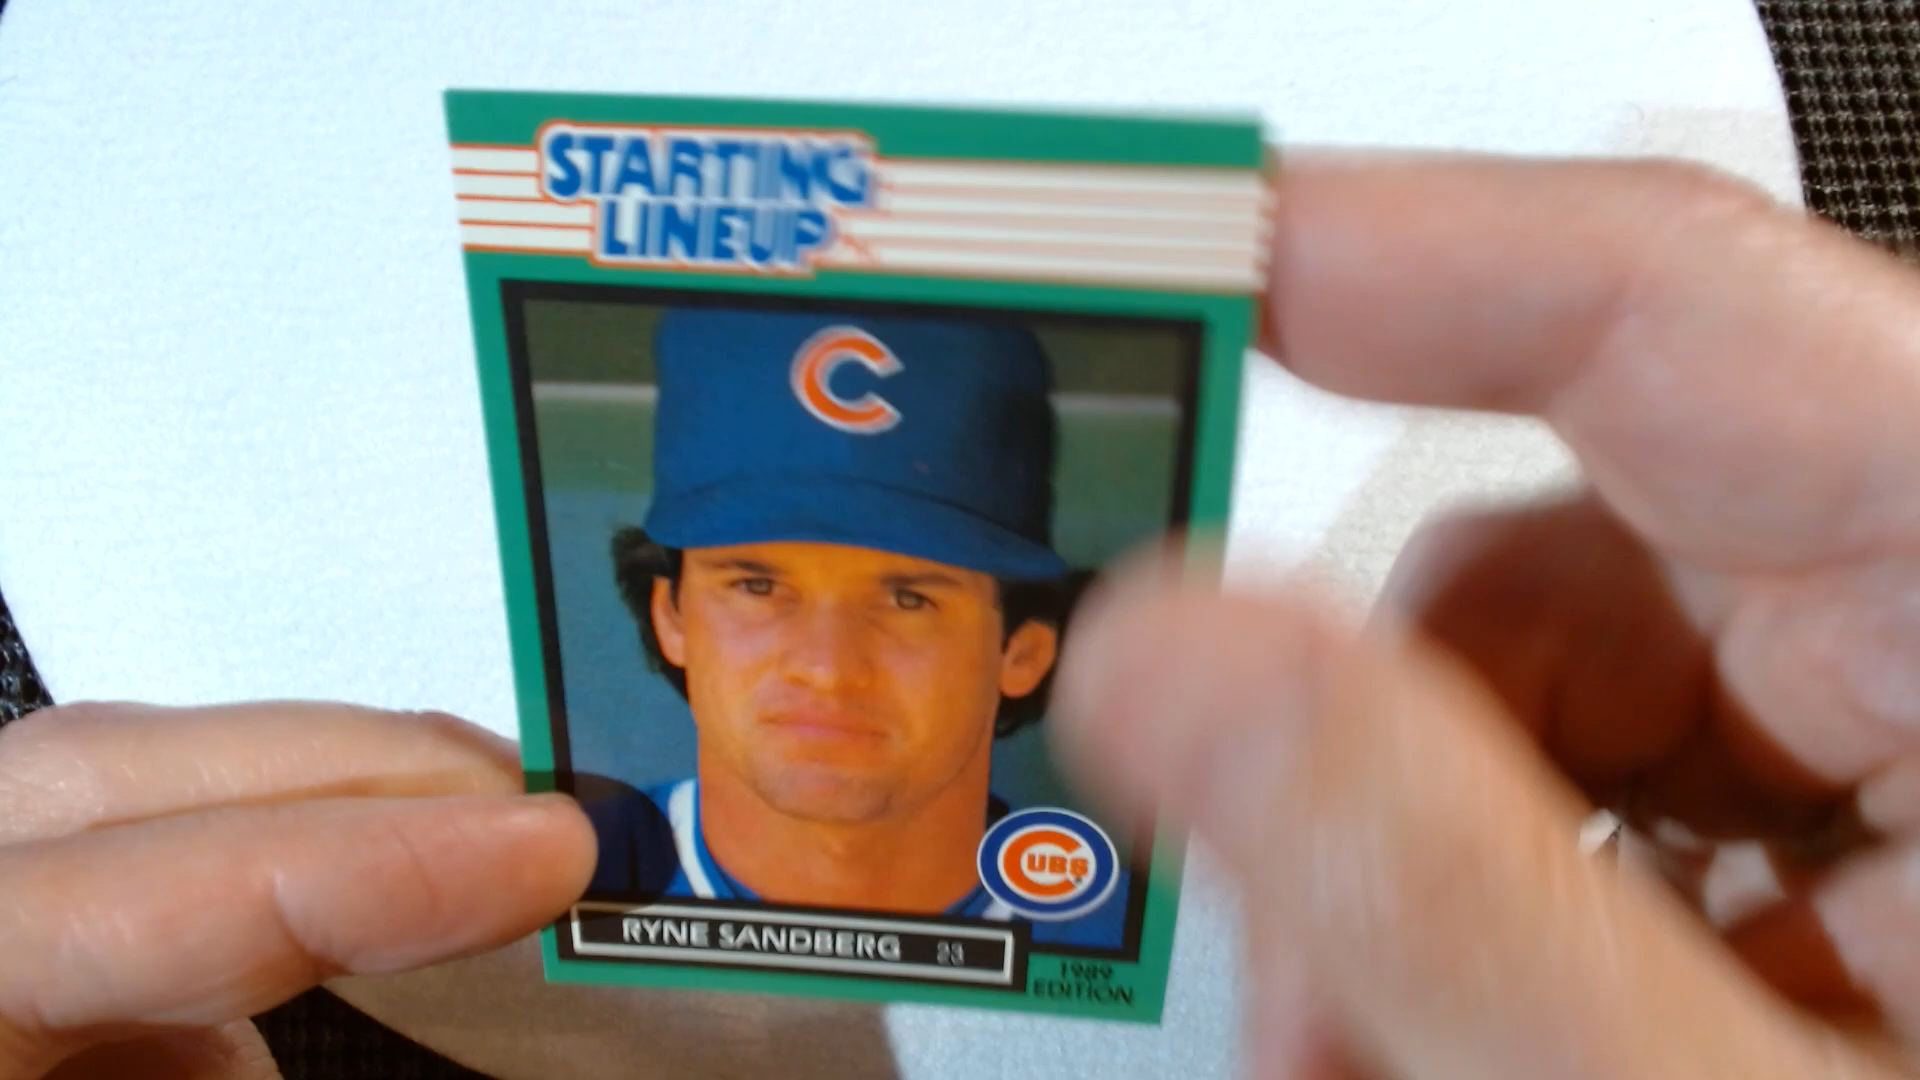 STARTING
LINEUP
C
CUBS
RYNE SANDBERG 23
1989
EDITION